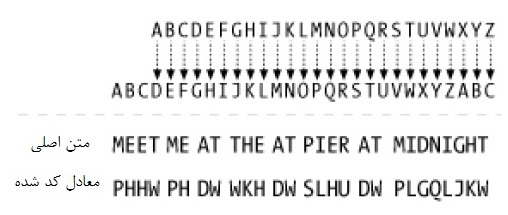 ABCDEFGHIJKLMNOPQRSTUVWXYZ
ABCDEFGHIJKLMNOPQRSTUVWXYZABC
متن اصلی MEET ME AT THE AT PIER AT MIDNIGHT
معادل کد شده PHHW PH DW WKH DW SLHU DW PLGQLJKW